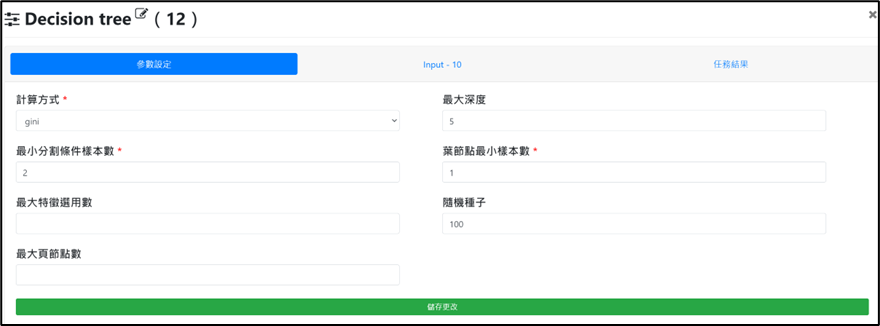 Decision tree ( 12 )
×
參數設定
Input - 10
任務結果
計算方式 *
最大深度
gini
5
最小分割條件樣本數 *
葉節點最小樣本數 *
2
1
最大特徵選用數
隨機種子
100
最大頁節點數
儲存更改